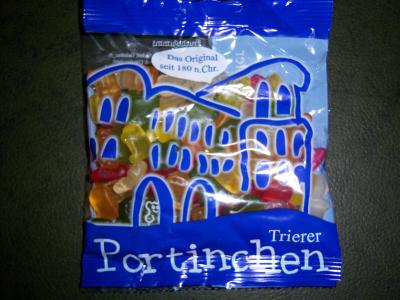 Das Original
seit 180 n.Chr.
Trierer
Portinchen